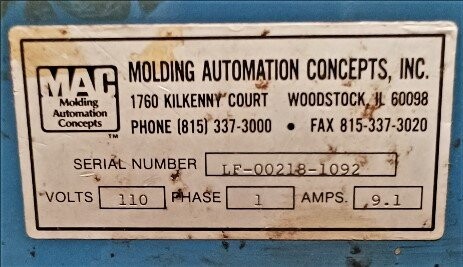 MAC
Molding
Automation
Concepts
TM
MOLDING AUTOMATION CONCEPTS, INC.
1760 KILKENNY COURT WOODSTOCK, IL 60098
PHONE (815) 337-3000 • FAX 815-337-3020
SERIAL NUMBER LF-00218-1092
VOLTS 110 PHASE 1 AMPS. 9.1